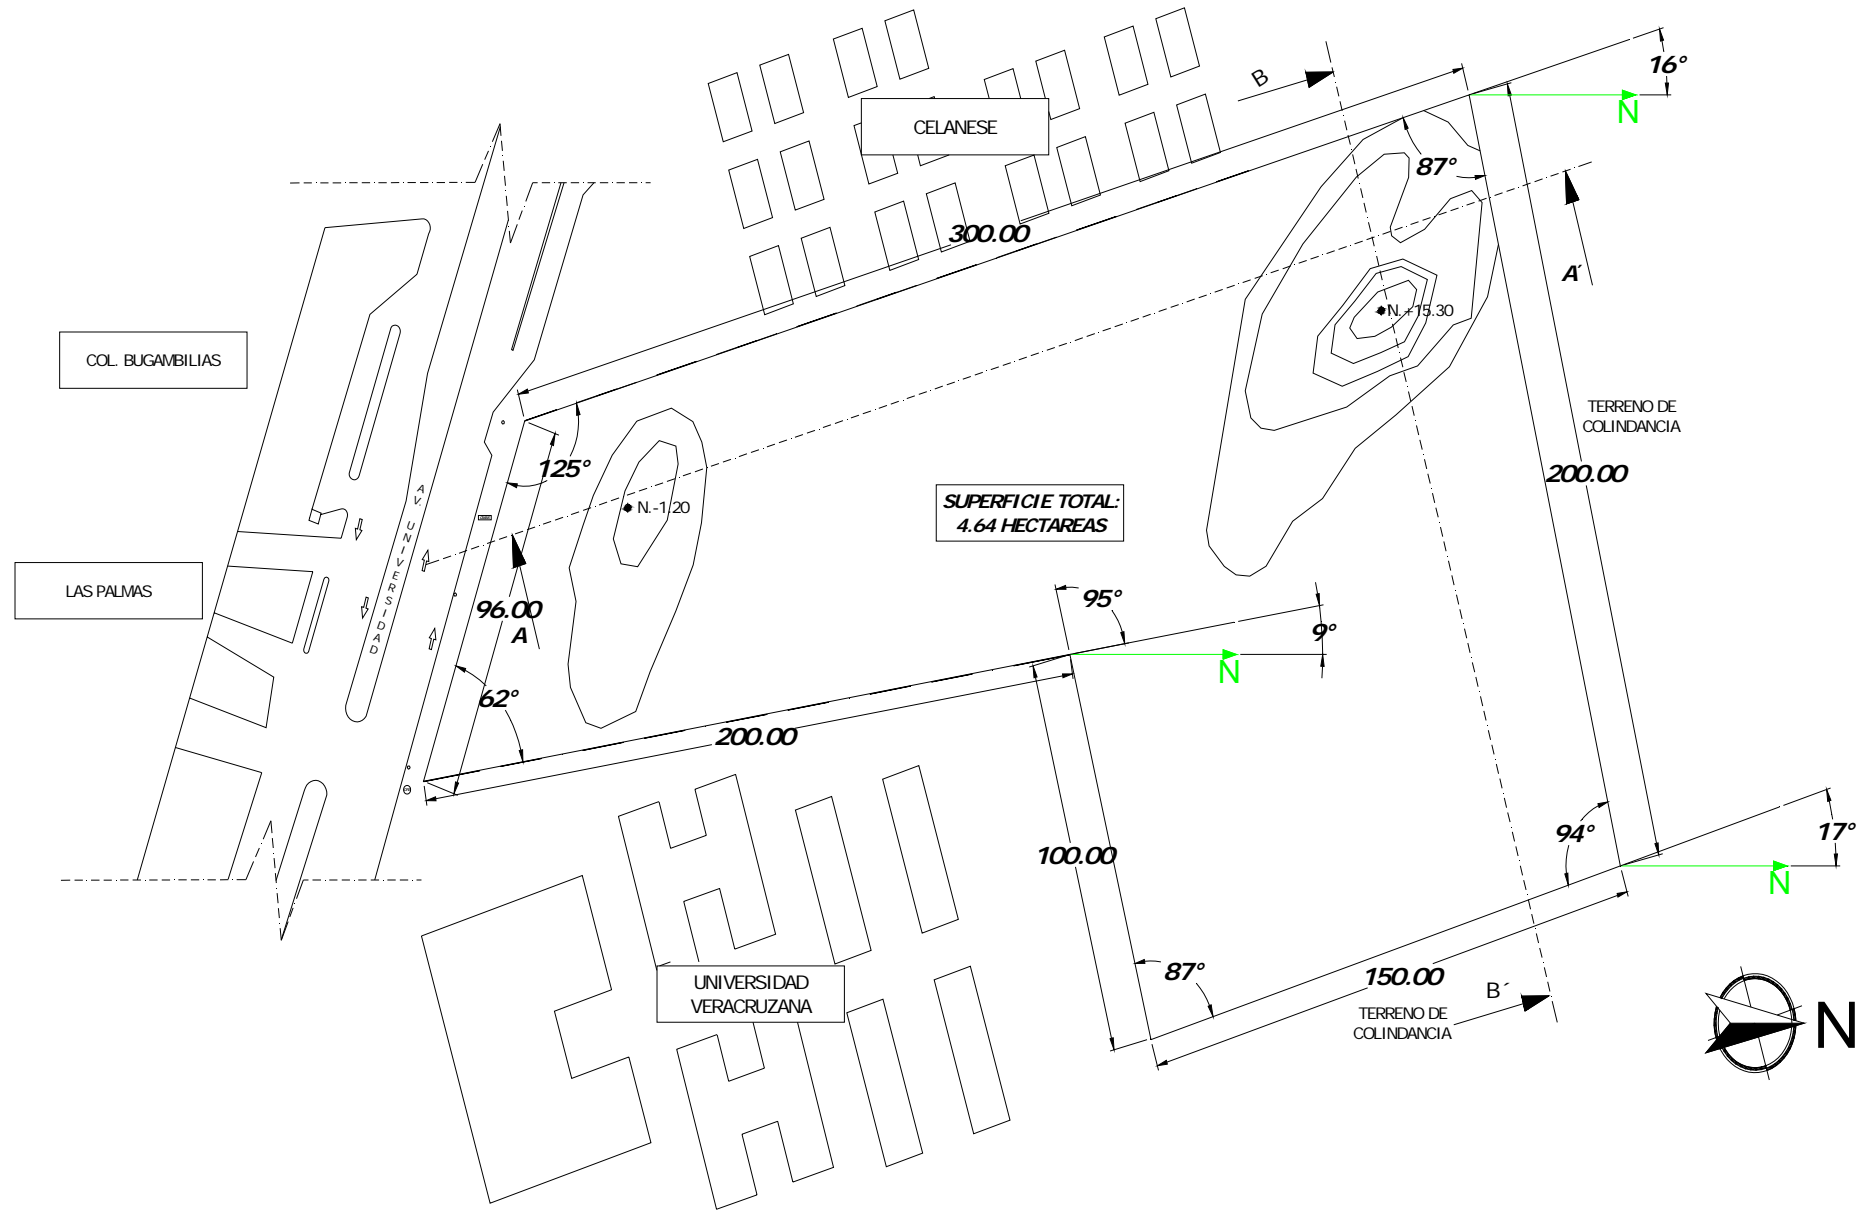 16°
N
B
CELANESE
87°
300.00
A´
N.+15.30
COL. BUGAMBILIAS
TERRENO DE
COLINDANCIA
125°
200.00
N.-1.20
SUPERFICIE TOTAL:
4.64 HECTAREAS
AV. UNIVERSIDAD
LAS PALMAS
96.00
A
95°
9°
N
62°
200.00
17°
94°
100.00
N
87°
150.00
B´
UNIVERSIDAD
VERACRUZANA
TERRENO DE
COLINDANCIA
N